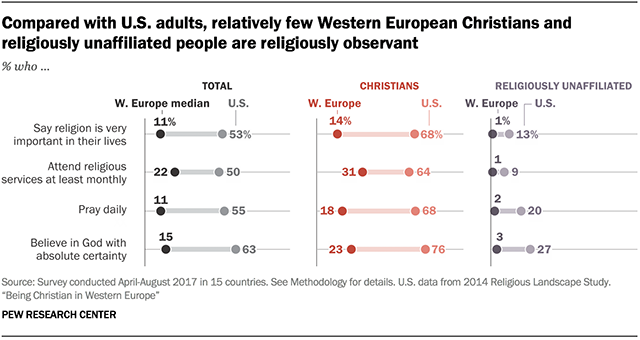 Compared with U.S. adults, relatively few Western European Christians and
religiously unaffiliated people are religiously observant
% who ...
TOTAL
CHRISTIANS
RELIGIOUSLY UNAFFILIATED
W. Europe median
U.S.
W. Europe
U.S.
W. Europe
U.S.
Say religion is very
important in their lives
11%
53%
14%
68%
1%
13%
Attend religious
services at least monthly
22
50
31
64
1
9
Pray daily
11
55
18
68
2
20
Believe in God with
absolute certainty
15
63
23
76
3
27
Source: Survey conducted April-August 2017 in 15 countries. See Methodology for details. U.S. data from 2014 Religious Landscape Study.
“Being Christian in Western Europe”
PEW RESEARCH CENTER